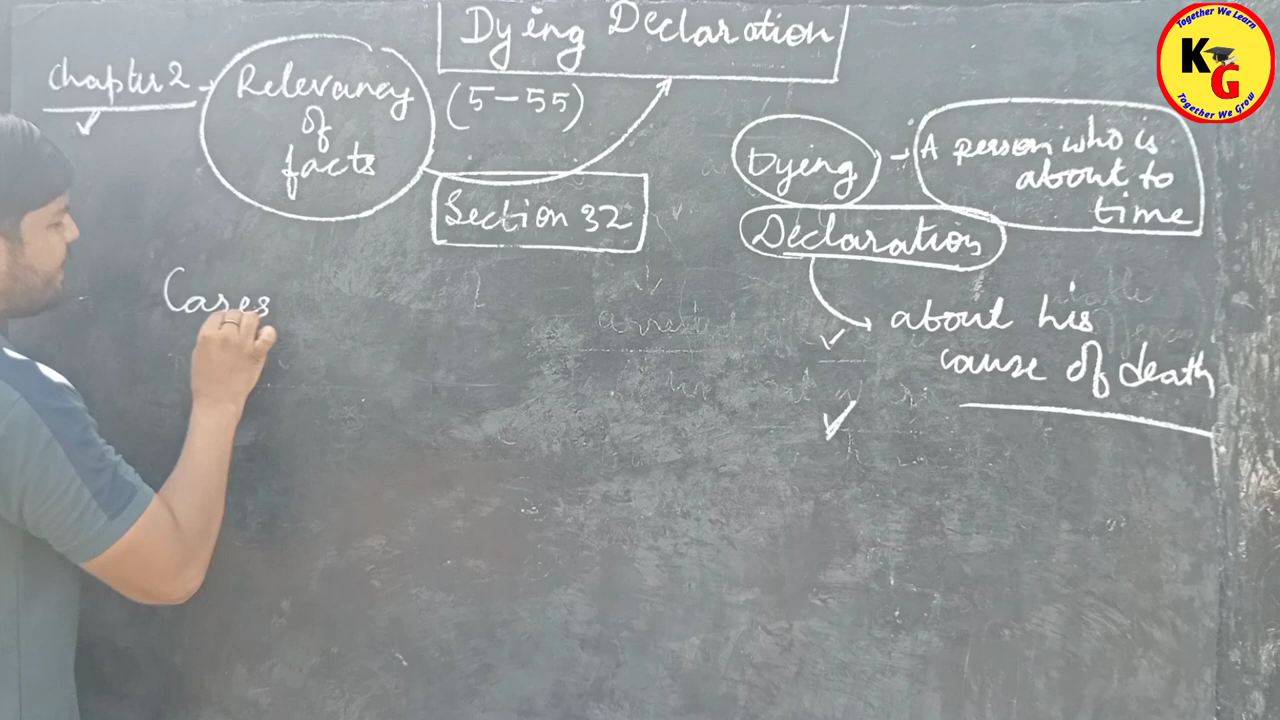 Dying Declaration
Chapter 2 -
Relevancy
of
facts
(5-55)
Section 32
Dying - A person who is
about to
time
Declaration
about his
cause of death
Cases
Together We Learn
KG
Together We Grow